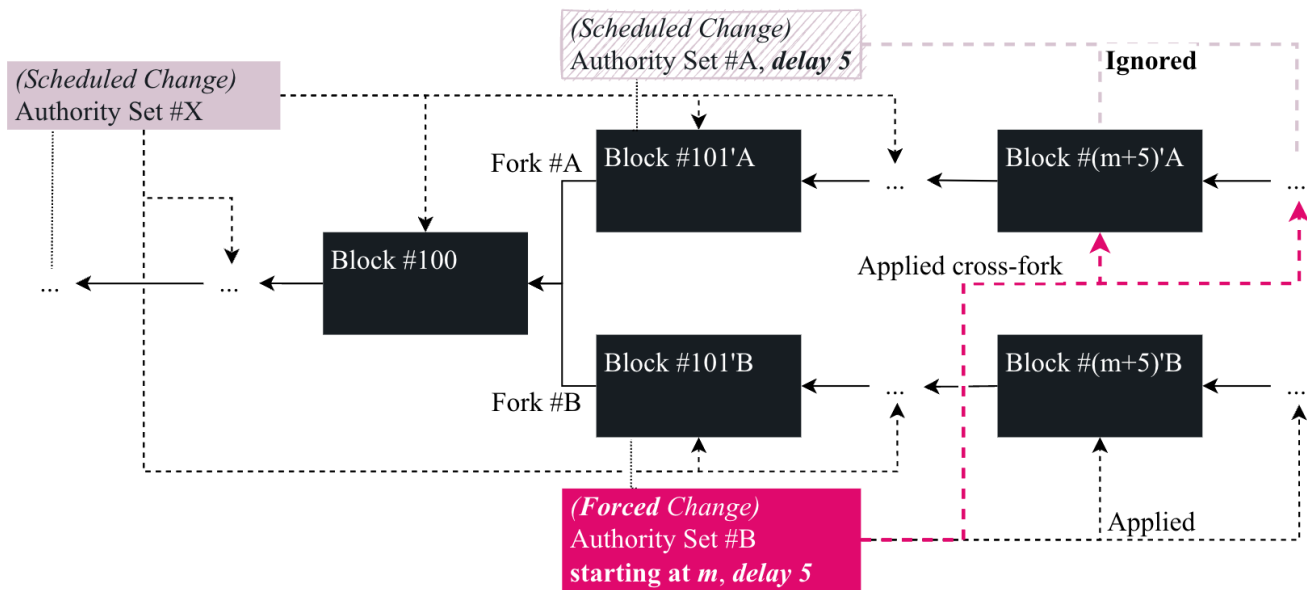 (Scheduled Change)
Authority Set #A, delay 5
Ignored
(Scheduled Change)
Authority Set #X
Fork #A
Block #101'A
...
Block #(m+5)'A
...
...
...
Block #100
Applied cross-fork
Fork #B
Block #101'B
...
Block #(m+5)'B
...
(Forced Change)
Authority Set #B
starting at m, delay 5
Applied